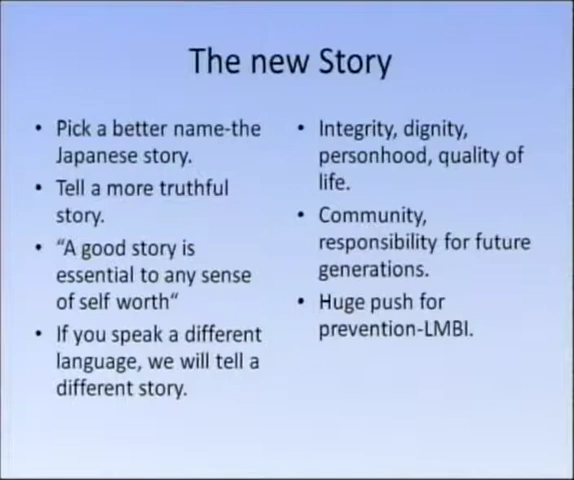 The new Story
• Pick a better name-the
Japanese story.
• Tell a more truthful
story.
• “A good story is
essential to any sense
of self worth“
• If you speak a different
language, we will tell a
different story.
• Integrity, dignity,
personhood, quality of
life.
• Community,
responsibility for future
generations.
• Huge push for
prevention-LMBI.